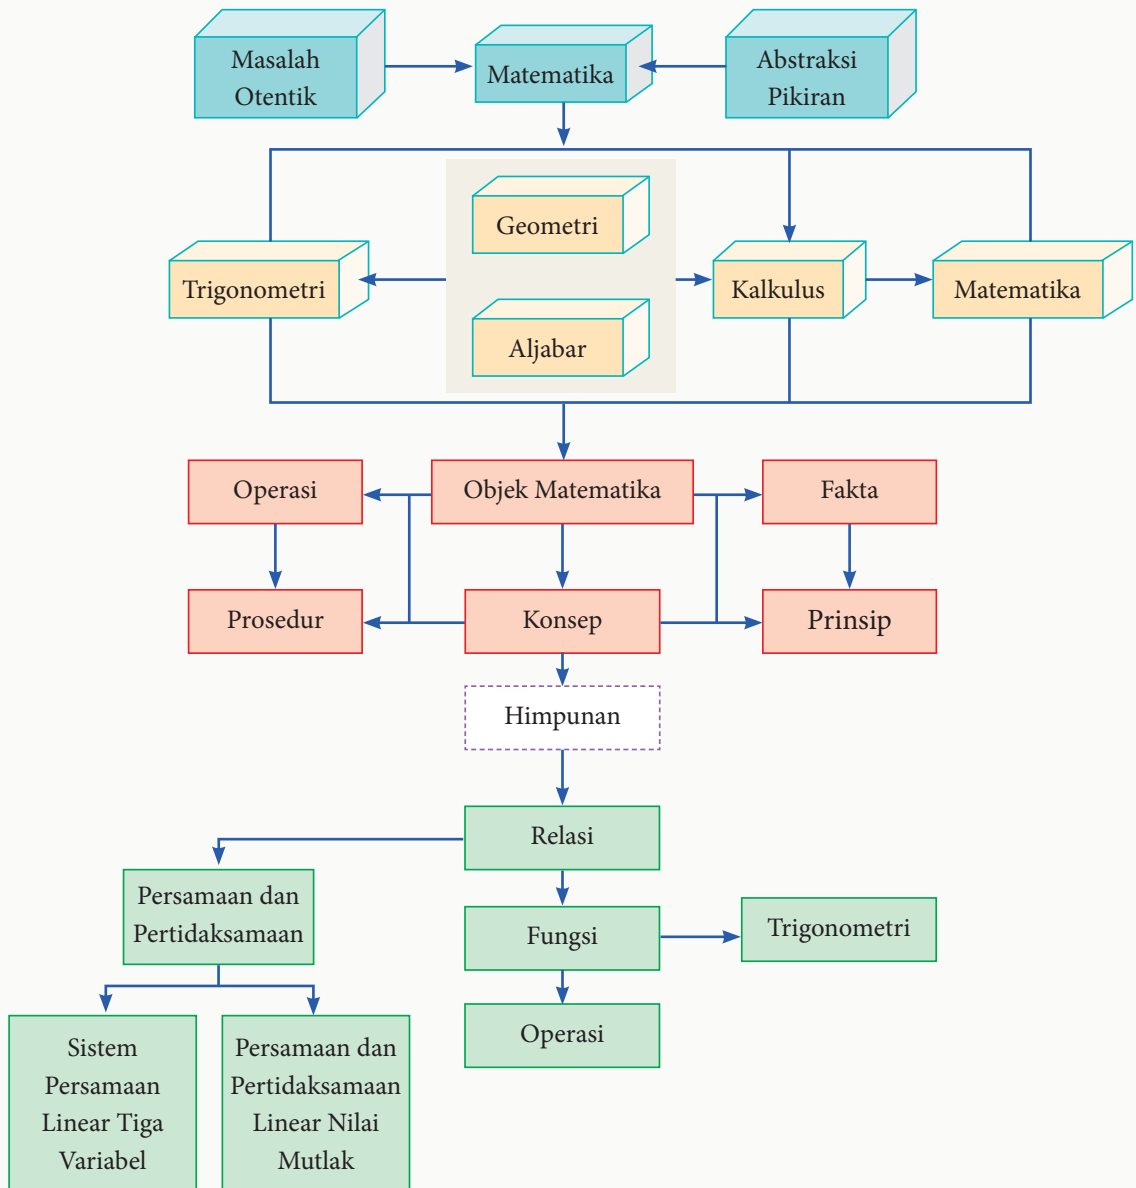 Masalah
Otentik
Matematika
Abstraksi
Pikiran
Geometri
Trigonometri
Kalkulus
Matematika
Aljabar
Operasi
Objek Matematika
Fakta
Prosedur
Konsep
Prinsip
Himpunan
Relasi
Persamaan dan
Pertidaksamaan
Fungsi
Trigonometri
Operasi
Sistem
Persamaan
Linear Tiga
Variabel
Persamaan dan
Pertidaksamaan
Linear Nilai
Mutlak